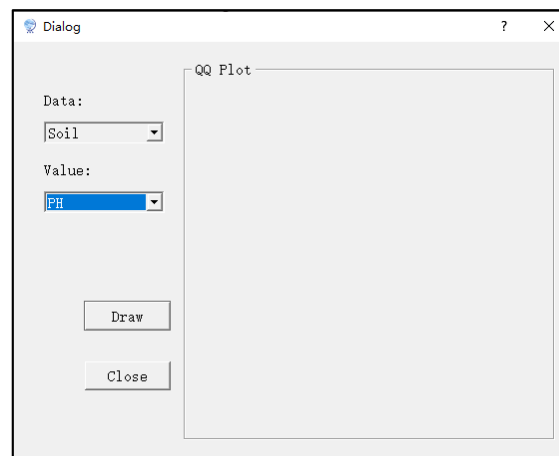 Dialog
?
QQ Plot
Data:
Soil
Value:
PH
Draw
Close